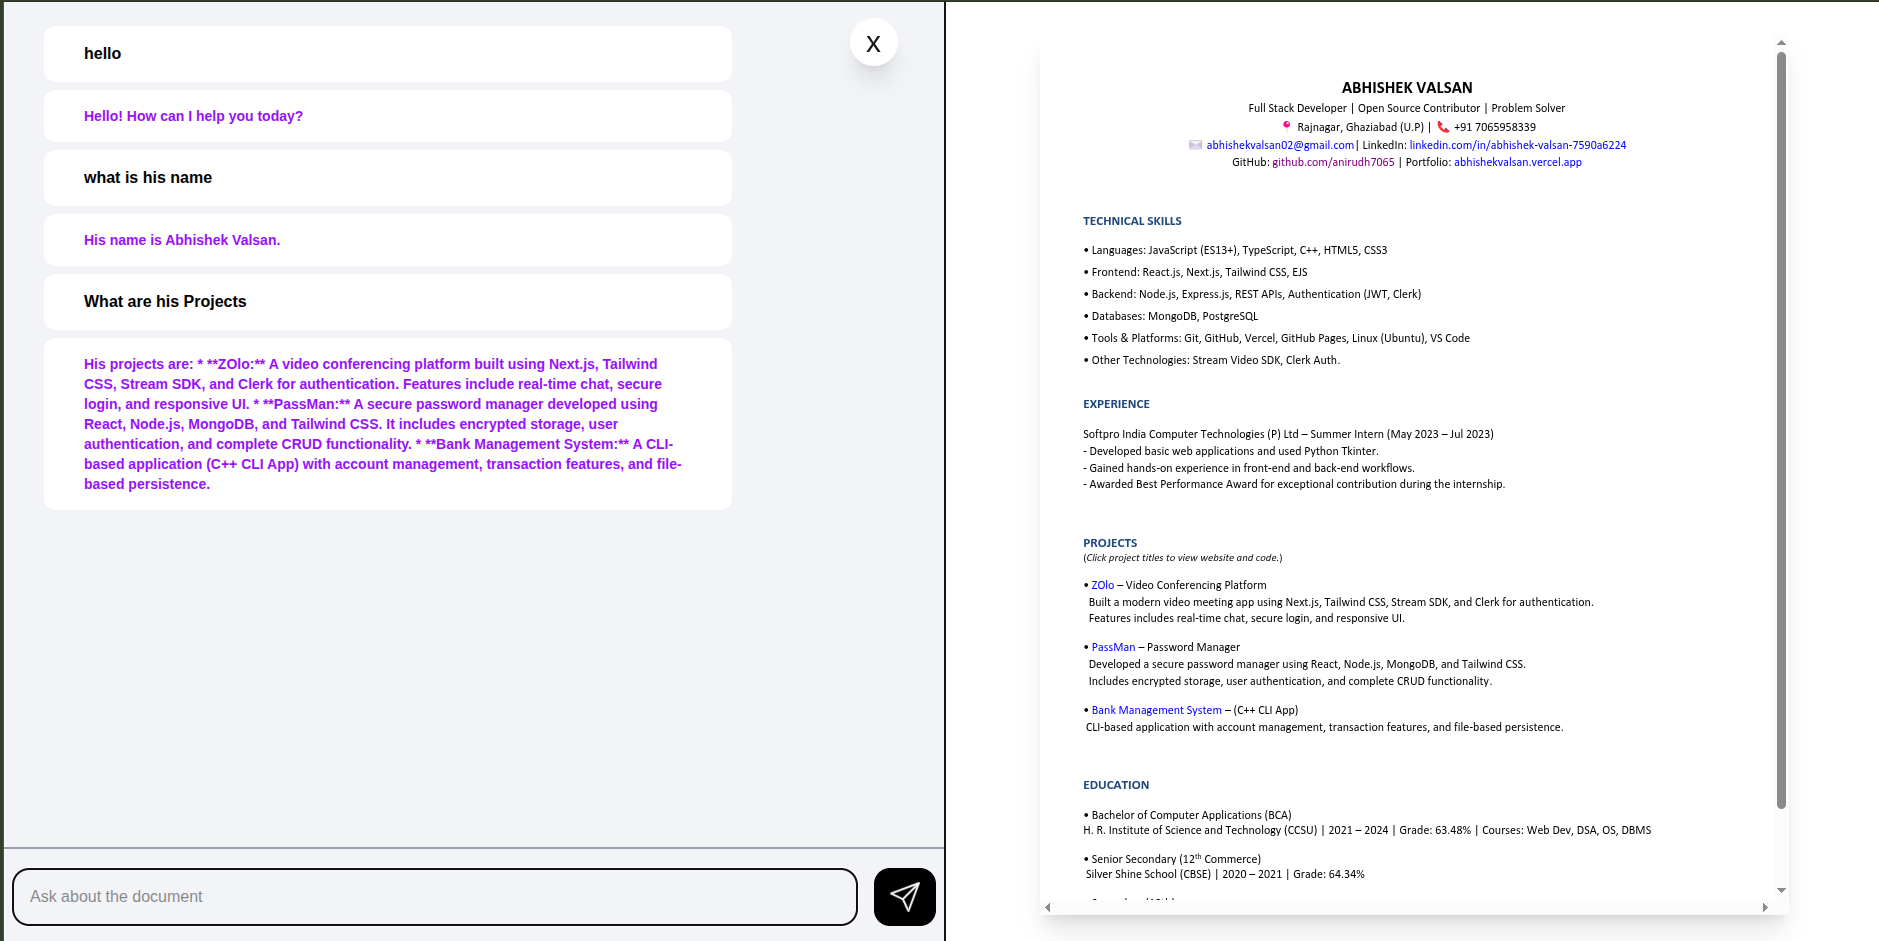 hello
X
Hello! How can I help you today?
what is his name
His name is Abhishek Valsan.
What are his Projects
His projects are: * **ZOlo:** A video conferencing platform built using Next.js, Tailwind
CSS, Stream SDK, and Clerk for authentication. Features include real-time chat, secure
login, and responsive UI. * **PassMan:** A secure password manager developed using
React, Node.js, MongoDB, and Tailwind CSS. It includes encrypted storage, user
authentication, and complete CRUD functionality. * **Bank Management System:** A CLI-
based application (C++ CLI App) with account management, transaction features, and file-
based persistence.
Ask about the document
ABHISHEK VALSAN
Full Stack Developer | Open Source Contributor | Problem Solver
Rajnagar, Ghaziabad (U.P) | +91 7065958339
abhishekvalsan02@gmail.com| LinkedIn: linkedin.com/in/abhishek-valsan-7590a6224
GitHub: github.com/anirudh7065 | Portfolio: abhishekvalsan.vercel.app
TECHNICAL SKILLS
• Languages: JavaScript (ES13+), TypeScript, C++, HTML5, CSS3
• Frontend: React.js, Next.js, Tailwind CSS, EJS
• Backend: Node.js, Express.js, REST APIs, Authentication (JWT, Clerk)
• Databases: MongoDB, PostgreSQL
• Tools & Platforms: Git, GitHub, Vercel, GitHub Pages, Linux (Ubuntu), VS Code
• Other Technologies: Stream Video SDK, Clerk Auth.
EXPERIENCE
Softpro India Computer Technologies (P) Ltd – Summer Intern (May 2023 – Jul 2023)
- Developed basic web applications and used Python Tkinter.
- Gained hands-on experience in front-end and back-end workflows.
- Awarded Best Performance Award for exceptional contribution during the internship.
PROJECTS
(Click project titles to view website and code.)
• ZOlo – Video Conferencing Platform
Built a modern video meeting app using Next.js, Tailwind CSS, Stream SDK, and Clerk for authentication.
Features includes real-time chat, secure login, and responsive UI.
• PassMan – Password Manager
Developed a secure password manager using React, Node.js, MongoDB, and Tailwind CSS.
Includes encrypted storage, user authentication, and complete CRUD functionality.
• Bank Management System – (C++ CLI App)
CLI-based application with account management, transaction features, and file-based persistence.
EDUCATION
• Bachelor of Computer Applications (BCA)
H. R. Institute of Science and Technology (CCSU) | 2021 – 2024 | Grade: 63.48% | Courses: Web Dev, DSA, OS, DBMS
• Senior Secondary (12th Commerce)
Silver Shine School (CBSE) | 2020 – 2021 | Grade: 64.34%